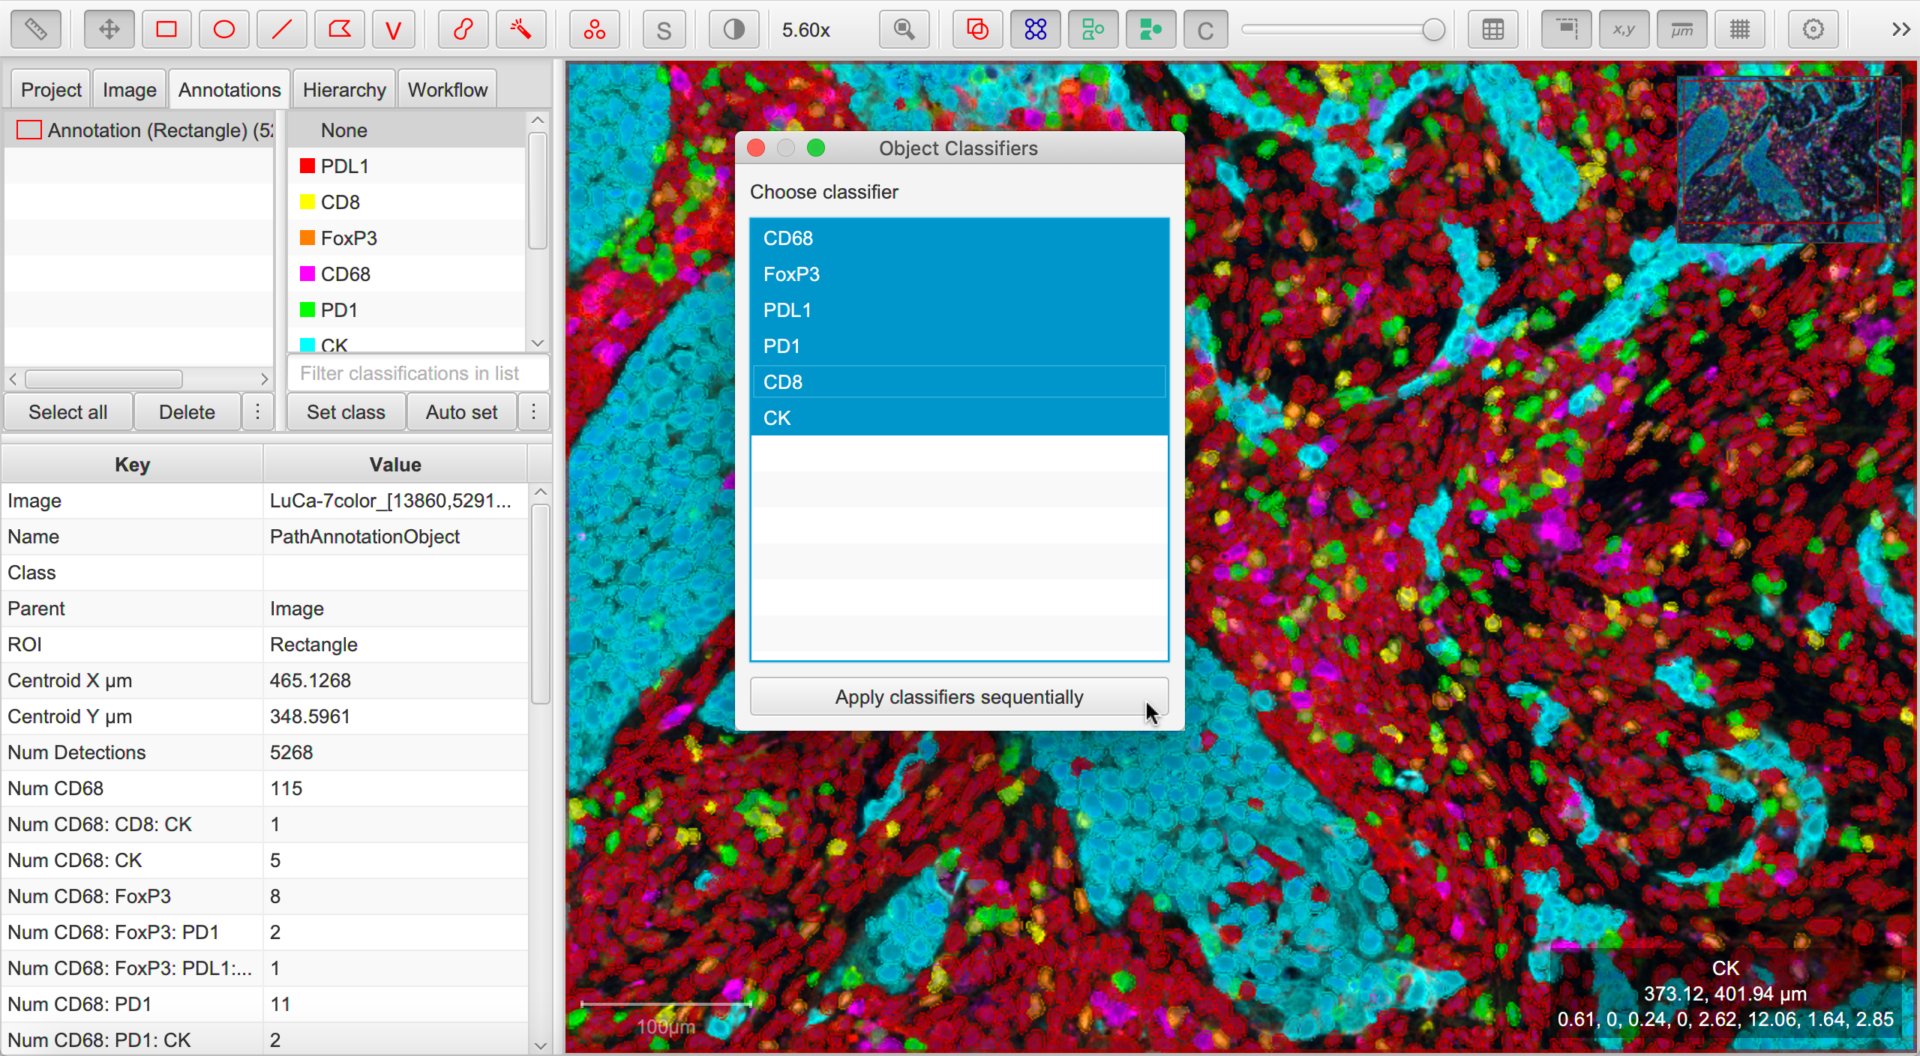 V
S
5.60x
C
x,y
µm
Project
Image
Annotations
Hierarchy
Workflow
Annotation (Rectangle) (5
None
PDL1
CD8
FoxP3
CD68
PD1
CK
Filter classifications in list
Select all
Delete
Set class
Auto set
Key Value
Image LuCa-7color_[13860,5291...
Name PathAnnotationObject
Class
Parent Image
ROI Rectangle
Centroid X µm 465.1268
Centroid Y µm 348.5961
Num Detections 5268
Num CD68 115
Num CD68: CD8: CK 1
Num CD68: CK 5
Num CD68: FoxP3 8
Num CD68: FoxP3: PD1 2
Num CD68: FoxP3: PDL1:... 1
Num CD68: PD1 11
Num CD68: PD1: CK 2
Object Classifiers
Choose classifier
CD68
FoxP3
PDL1
PD1
CD8
CK
Apply classifiers sequentially
100µm
CK
373.12, 401.94 µm
0.61, 0, 0.24, 0, 2.62, 12.06, 1.64, 2.85